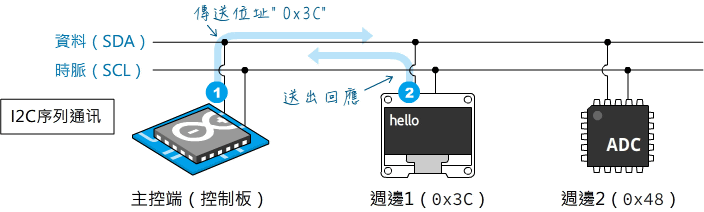 傳送位址"0x3C"
資料（SDA）
時脈（SCL）
1
2
送出回應
I2C序列通讯
hello
ADC
主控端（控制板）
週邊1（0x3C）
週邊2（0x48）